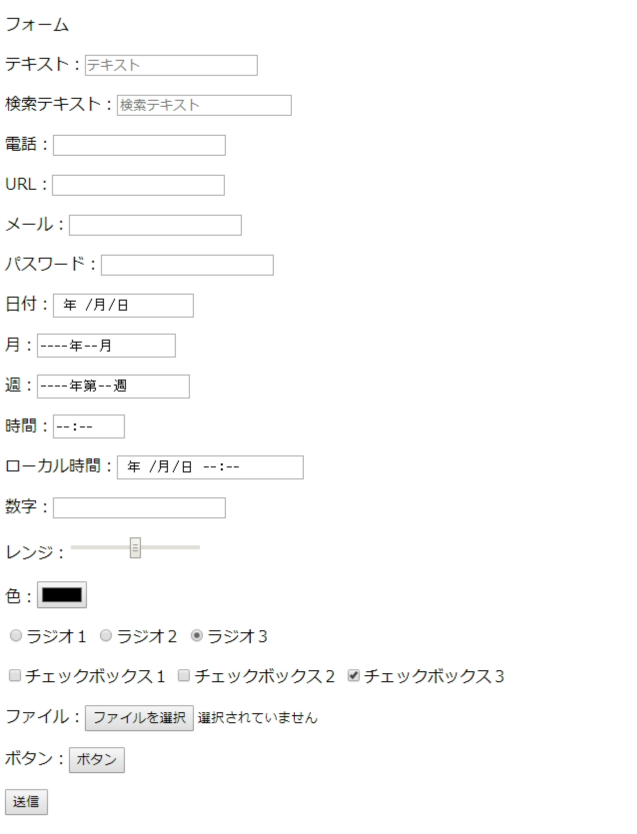 フォーム
テキスト：テキスト
検索テキスト：検索テキスト
電話：
URL：
メール：
パスワード：
日付： 年 /月/日
月：----年--月
週：----年第--週
時間：--:--
ローカル時間： 年 /月/日 --:--
数字：
レンジ：
色：
ラジオ1 ラジオ2 ラジオ3
チェックボックス1 チェックボックス2 チェックボックス3
ファイル：ファイルを選択 選択されていません
ボタン：ボタン
送信